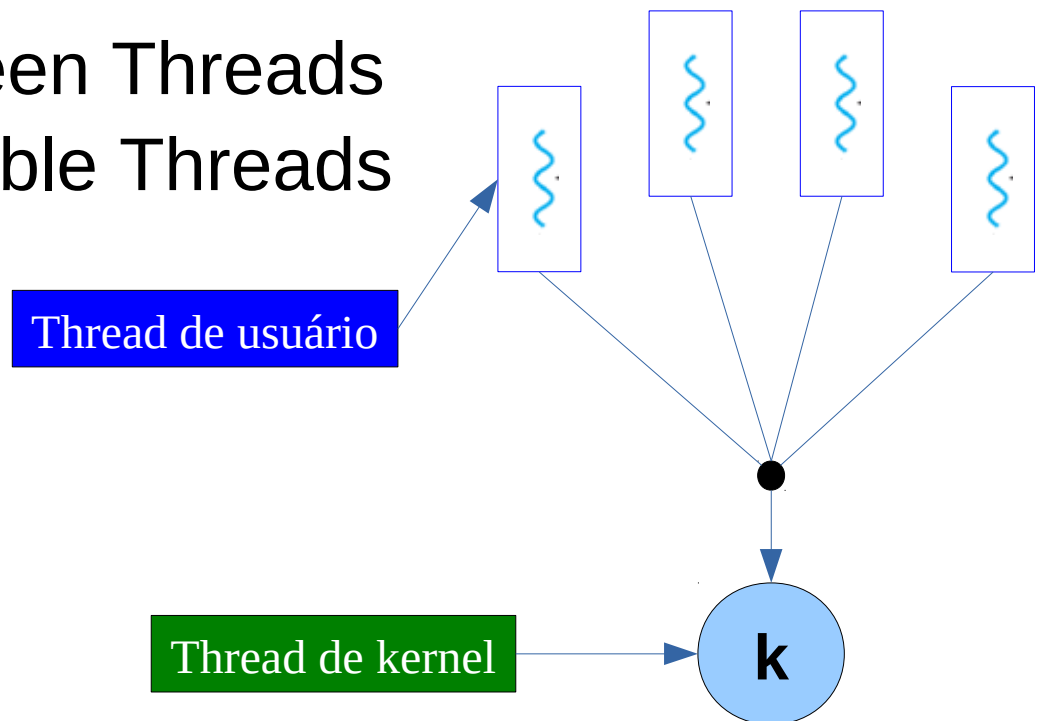 een Threads
ble Threads
Thread de usuário
Thread de kernel
k